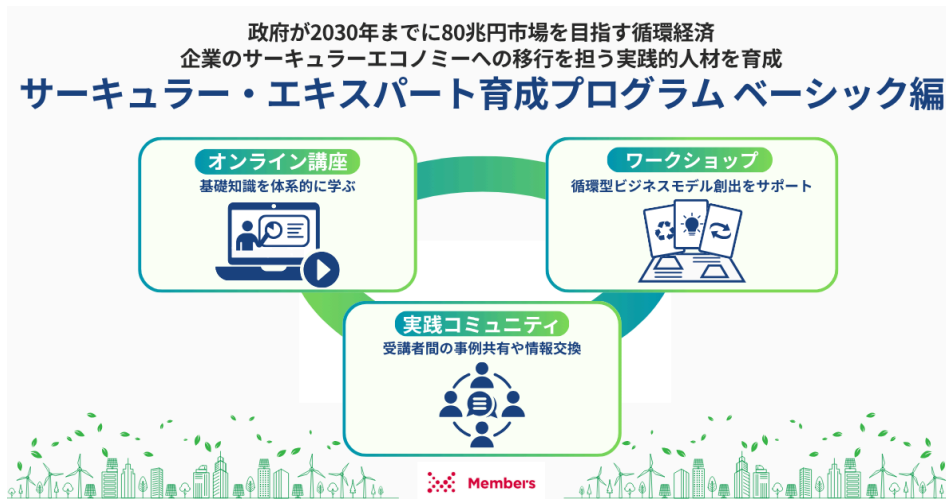 政府が2030年までに80兆円市場を目指す循環経済
企業のサーキュラーエコノミーへの移行を担う実践的人材を育成
サーキュラー・エキスパート育成プログラム ベーシック編
オンライン講座
基礎知識を体系的に学ぶ
ワークショップ
循環型ビジネスモデル創出をサポート
実践コミュニティ
受講者間の事例共有や情報交換
Members